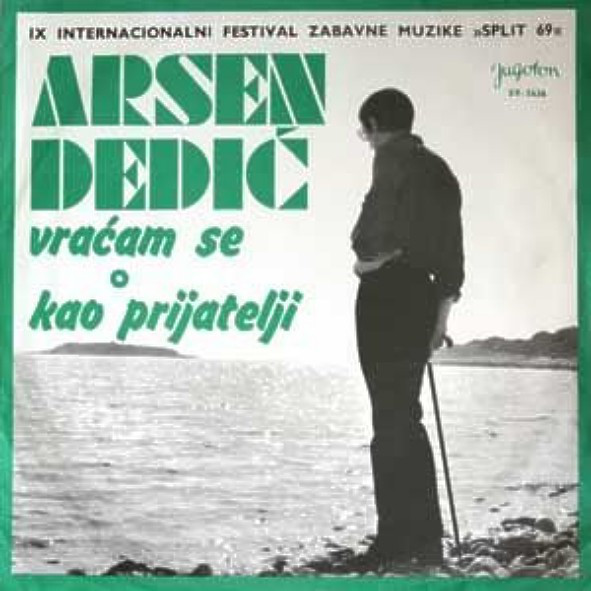 IX INTERNACIONALNI FESTIVAL ZABAVNE MUZIKE »SPLIT 69«
Jugoton
ARSEN
DEDIĆ
vraćam se
kao prijatelji